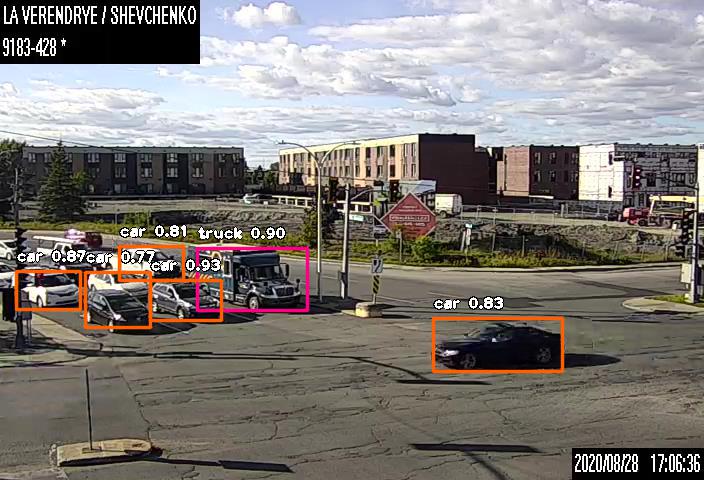 LA VERENDRYE / SHEVCHENKO
9183-428 *
car 0.81
truck 0.90
car 0.87
car 0.77
car 0.93
car 0.83
2020/08/28 17:06:36